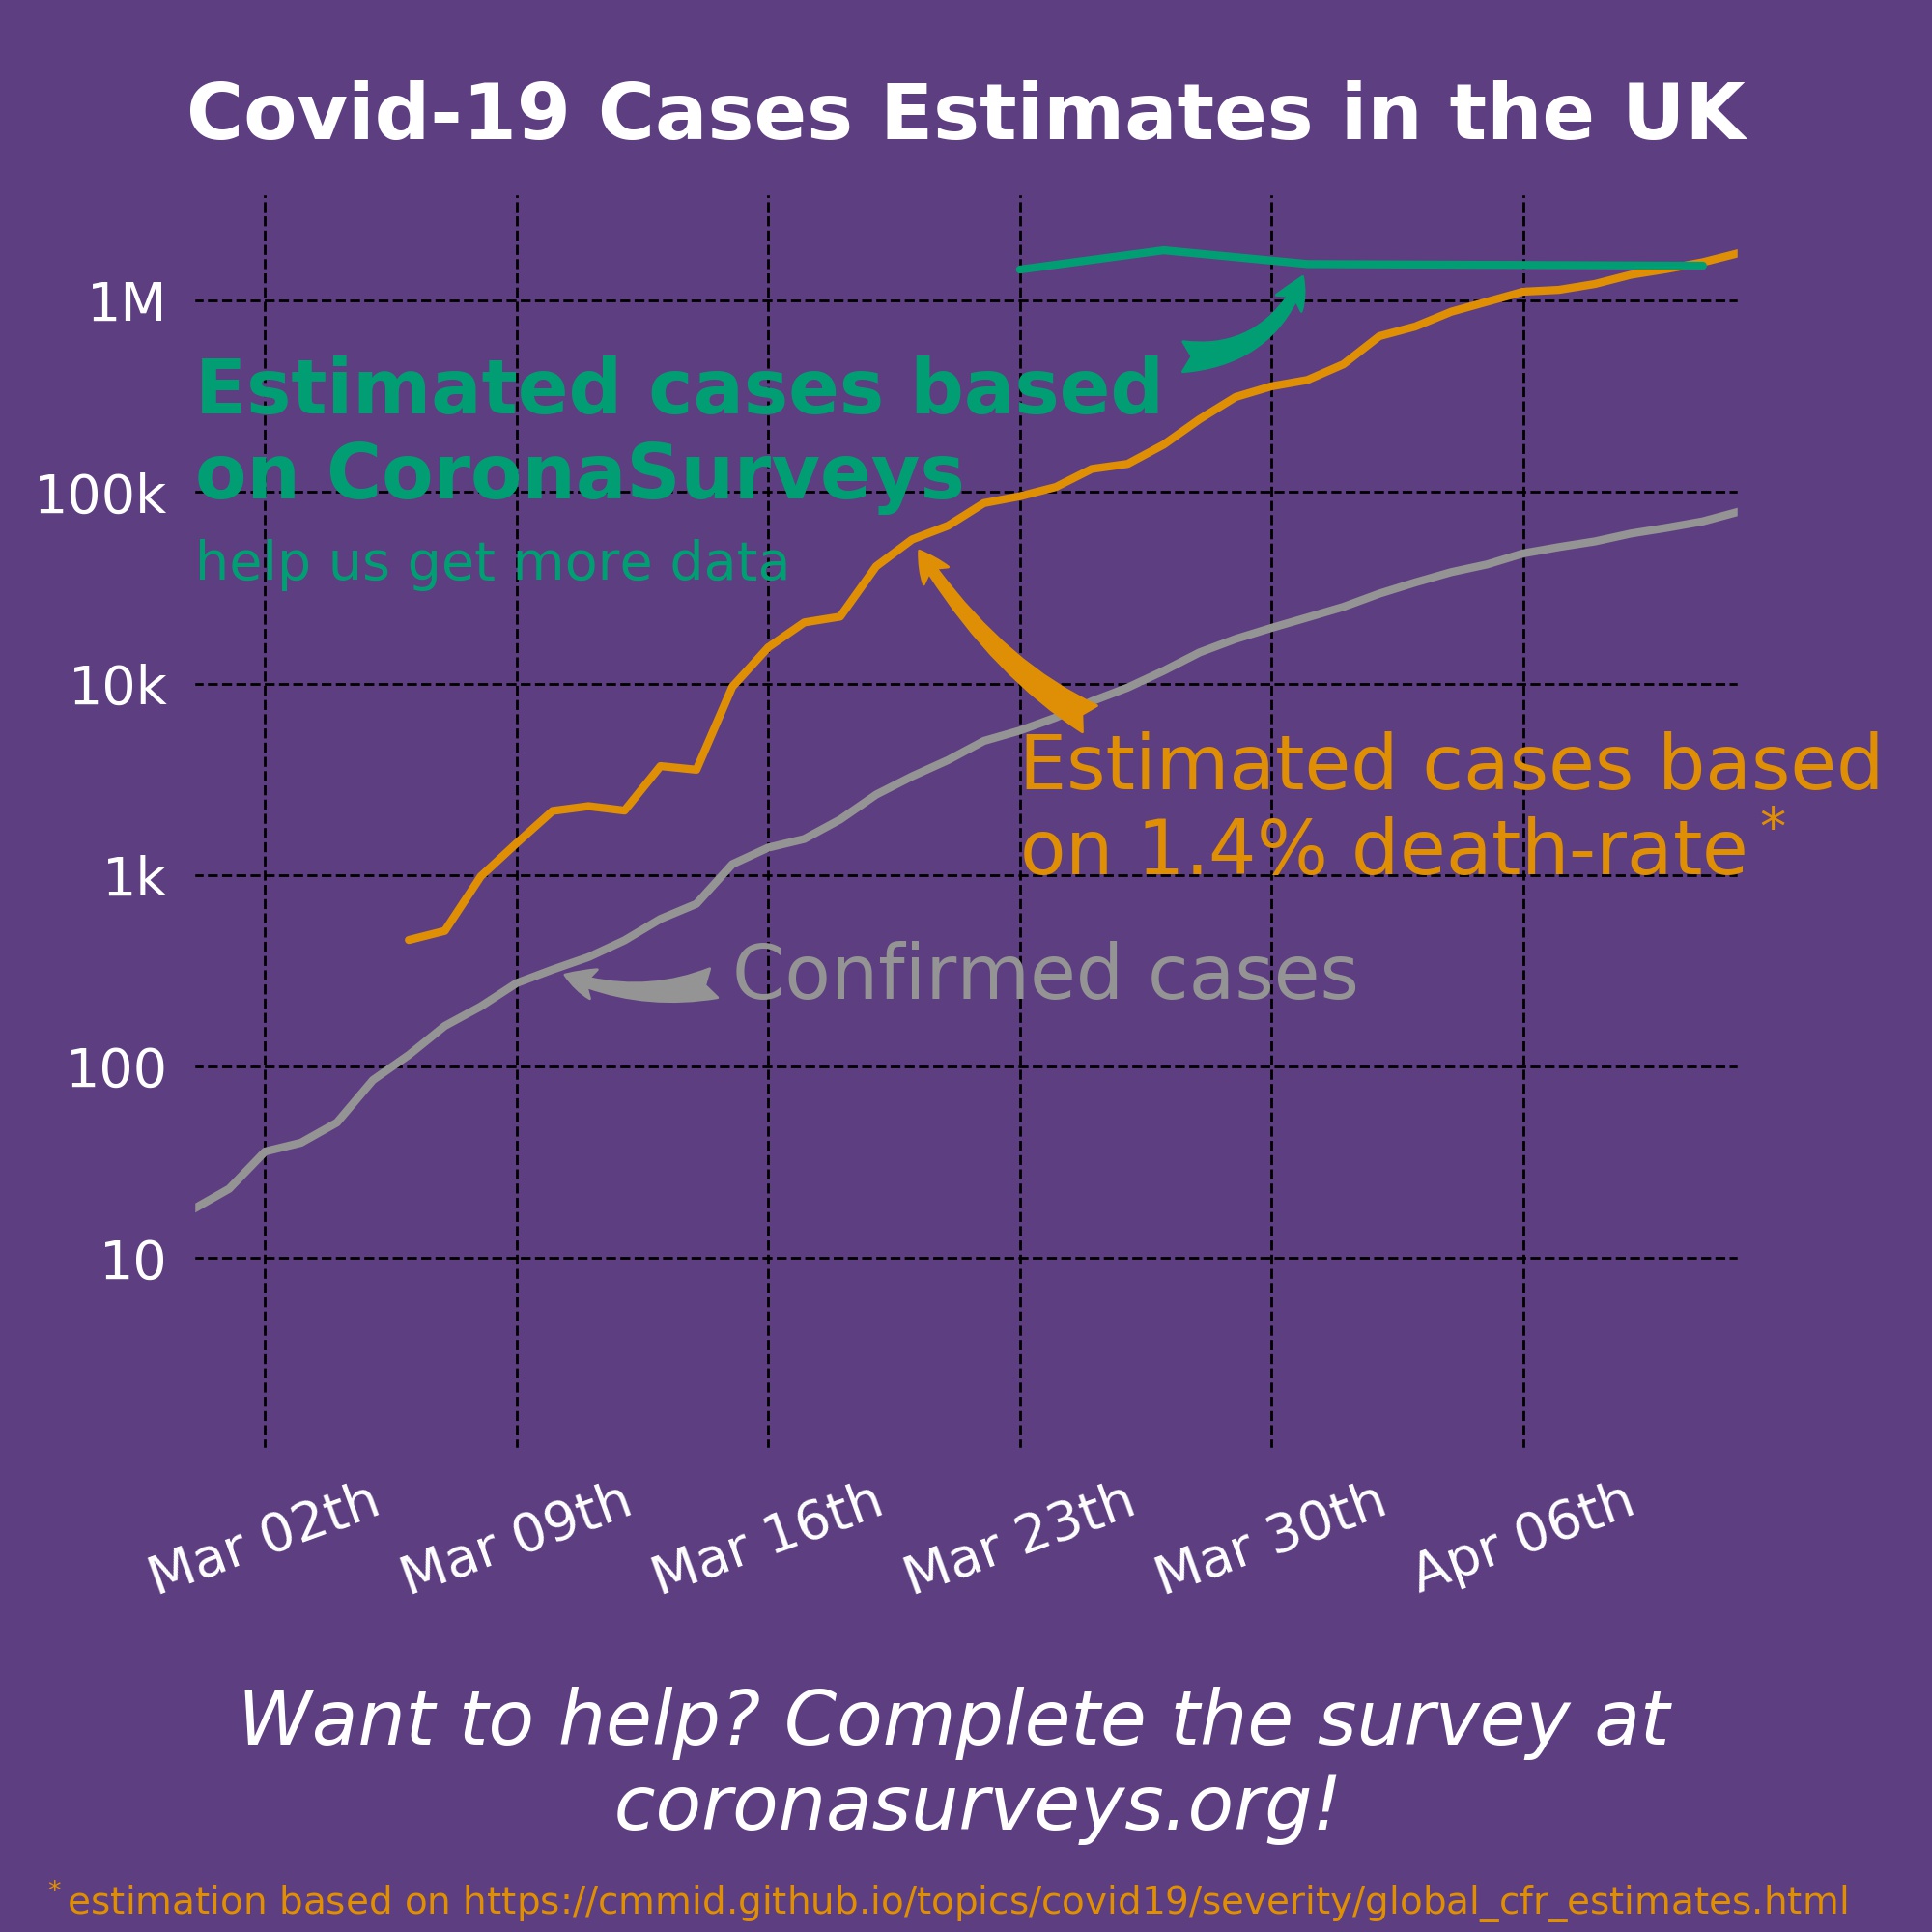 Covid-19 Cases Estimates in the UK
1M
Estimated cases based
on CoronaSurveys
100k
help us get more data
10k
Estimated cases based
on 1.4% death-rate*
1k
Confirmed cases
100
10
Mar 02th
Mar 09th
Mar 16th
Mar 23th
Mar 30th
Apr 06th
Want to help? Complete the survey at
coronasurveys.org!
*estimation based on https://cmmid.github.io/topics/covid19/severity/global_cfr_estimates.html